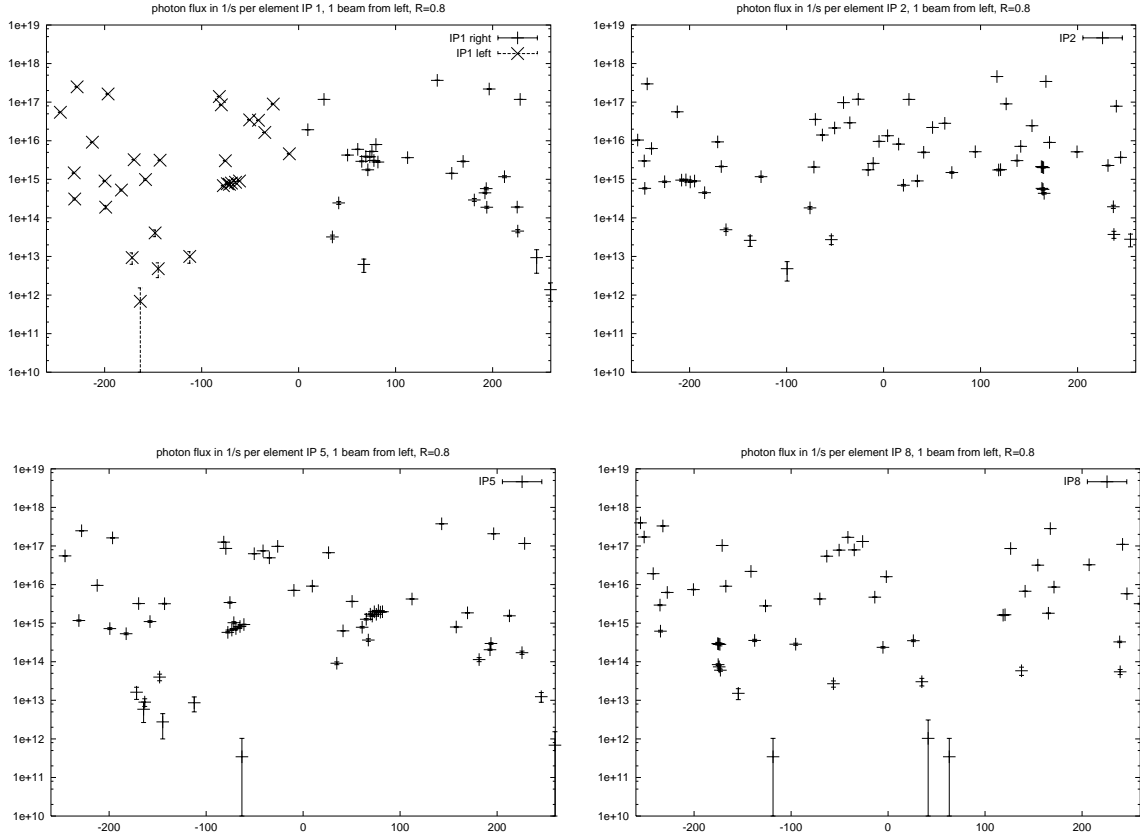 photon flux in 1/s per element IP 1, 1 beam from left, R=0.8
1e+19
1e+18
1e+17
1e+16
1e+15
1e+14
1e+13
1e+12
1e+11
1e+10
-200 -100 0 100 200
IP1 right
IP1 left
photon flux in 1/s per element IP 2, 1 beam from left, R=0.8
1e+19
1e+18
1e+17
1e+16
1e+15
1e+14
1e+13
1e+12
1e+11
1e+10
-200 -100 0 100 200
IP2
photon flux in 1/s per element IP 5, 1 beam from left, R=0.8
1e+19
1e+18
1e+17
1e+16
1e+15
1e+14
1e+13
1e+12
1e+11
1e+10
-200 -100 0 100 200
IP5
photon flux in 1/s per element IP 8, 1 beam from left, R=0.8
1e+19
1e+18
1e+17
1e+16
1e+15
1e+14
1e+13
1e+12
1e+11
1e+10
-200 -100 0 100 200
IP8